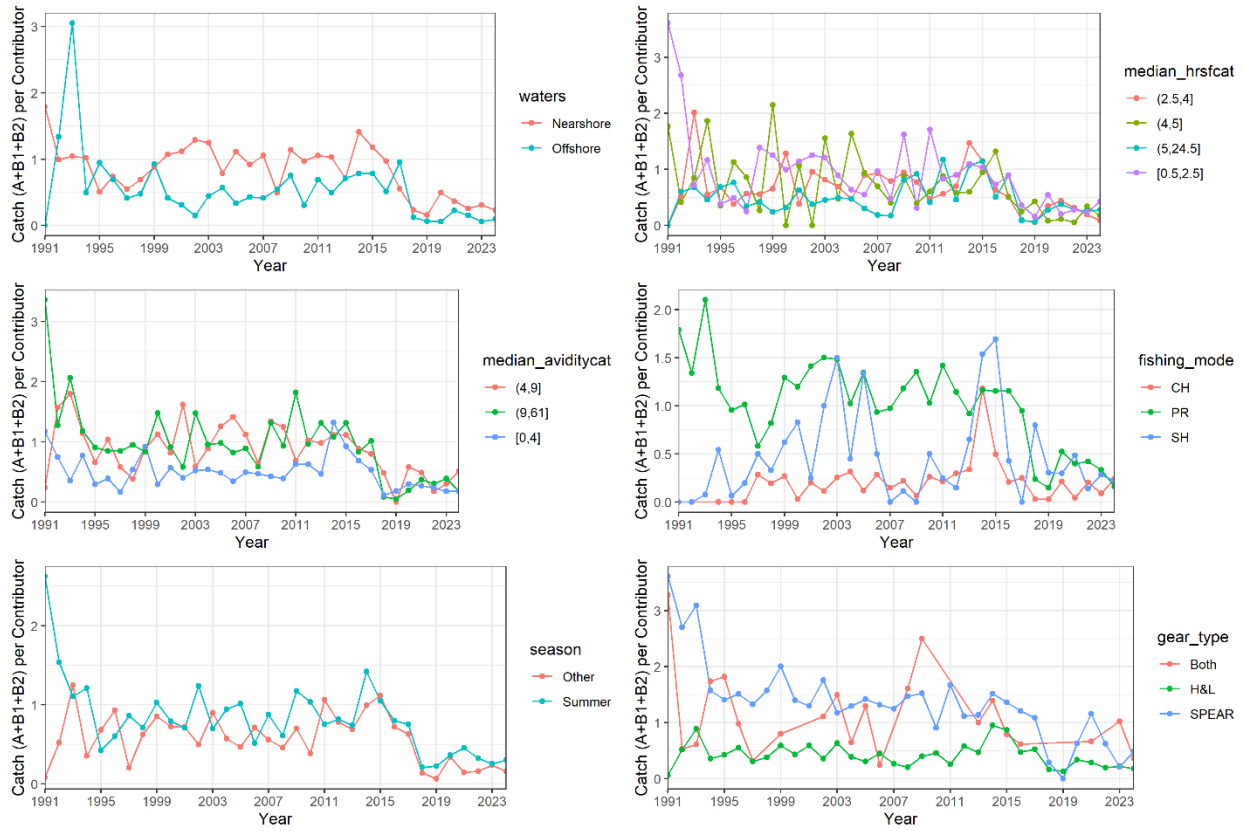 Catch (A+B1+B2) per Contributor
3
2
1
0
1991 1995 1999 2003 2007 2011 2015 2019 2023
Year
waters
Nearshore
Offshore
Catch (A+B1+B2) per Contributor
3
2
1
0
1991 1995 1999 2003 2007 2011 2015 2019 2023
Year
median_hrsfcat
(2.5,4]
(4,5]
(5,24.5]
[0.5,2.5]
Catch (A+B1+B2) per Contributor
3
2
1
0
1991 1995 1999 2003 2007 2011 2015 2019 2023
Year
median_aviditycat
(4,9]
(9,61]
[0,4]
Catch (A+B1+B2) per Contributor
2.0
1.5
1.0
0.5
0.0
1991 1995 1999 2003 2007 2011 2015 2019 2023
Year
fishing_mode
CH
PR
SH
Catch (A+B1+B2) per Contributor
2
1
0
1991 1995 1999 2003 2007 2011 2015 2019 2023
Year
season
Other
Summer
Catch (A+B1+B2) per Contributor
3
2
1
0
1991 1995 1999 2003 2007 2011 2015 2019 2023
Year
gear_type
Both
H&L
SPEAR